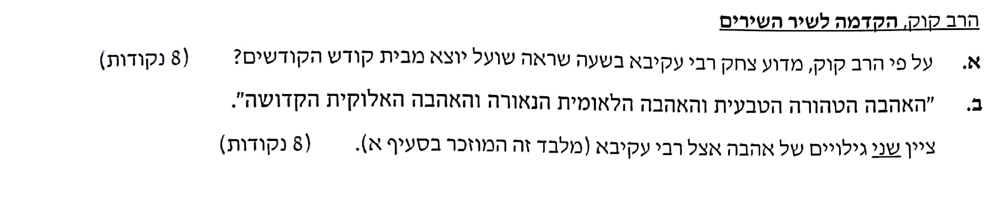 הרב קוק, הקדמה לשיר השירים
א. על פי הרב קוק, מדוע צחק רבי עקיבא בשעה שראה שועל יוצא מבית קודש הקודשים? (8 נקודות)
ב. "האהבה הטהורה הטבעית והאהבה הלאומית הנאורה והאהבה האלוקית הקדושה".
ציין שני גילויים של אהבה אצל רבי עקיבא (מלבד זה המוזכר בסעיף א). (8 נקודות)